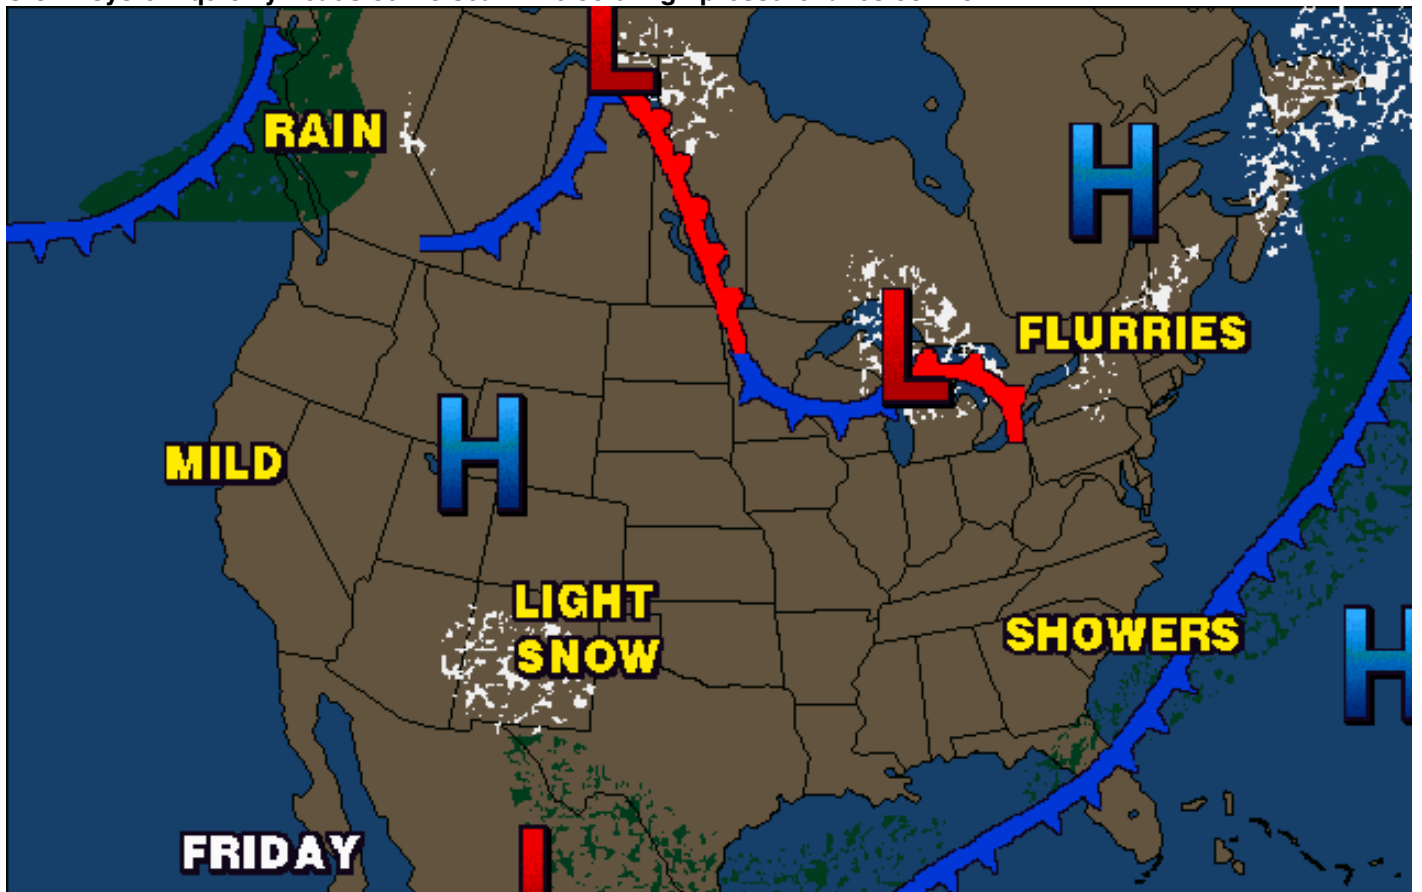 L
RAIN
H
L
FLURRIES
H
MILD
LIGHT
SNOW
SHOWERS
H
FRIDAY
L